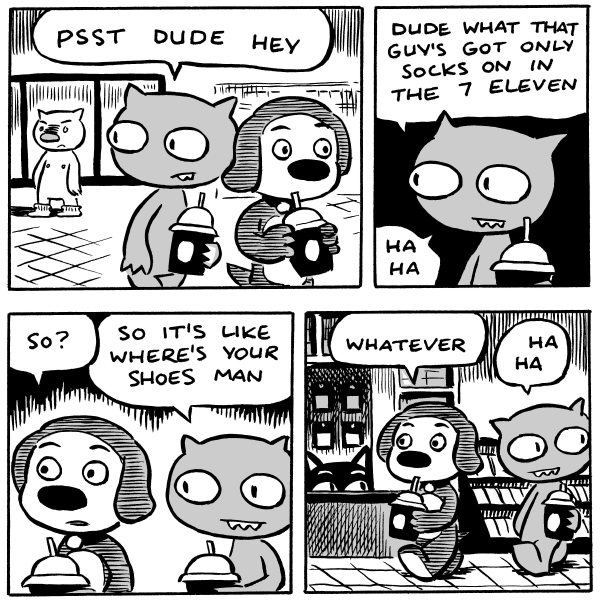 PSST DUDE HEY
DUDE WHAT THAT
GUY'S GOT ONLY
SOCKS ON IN
THE 7 ELEVEN
HA
HA
SO?
SO IT'S LIKE
WHERE'S YOUR
SHOES MAN
WHATEVER
HA
HA